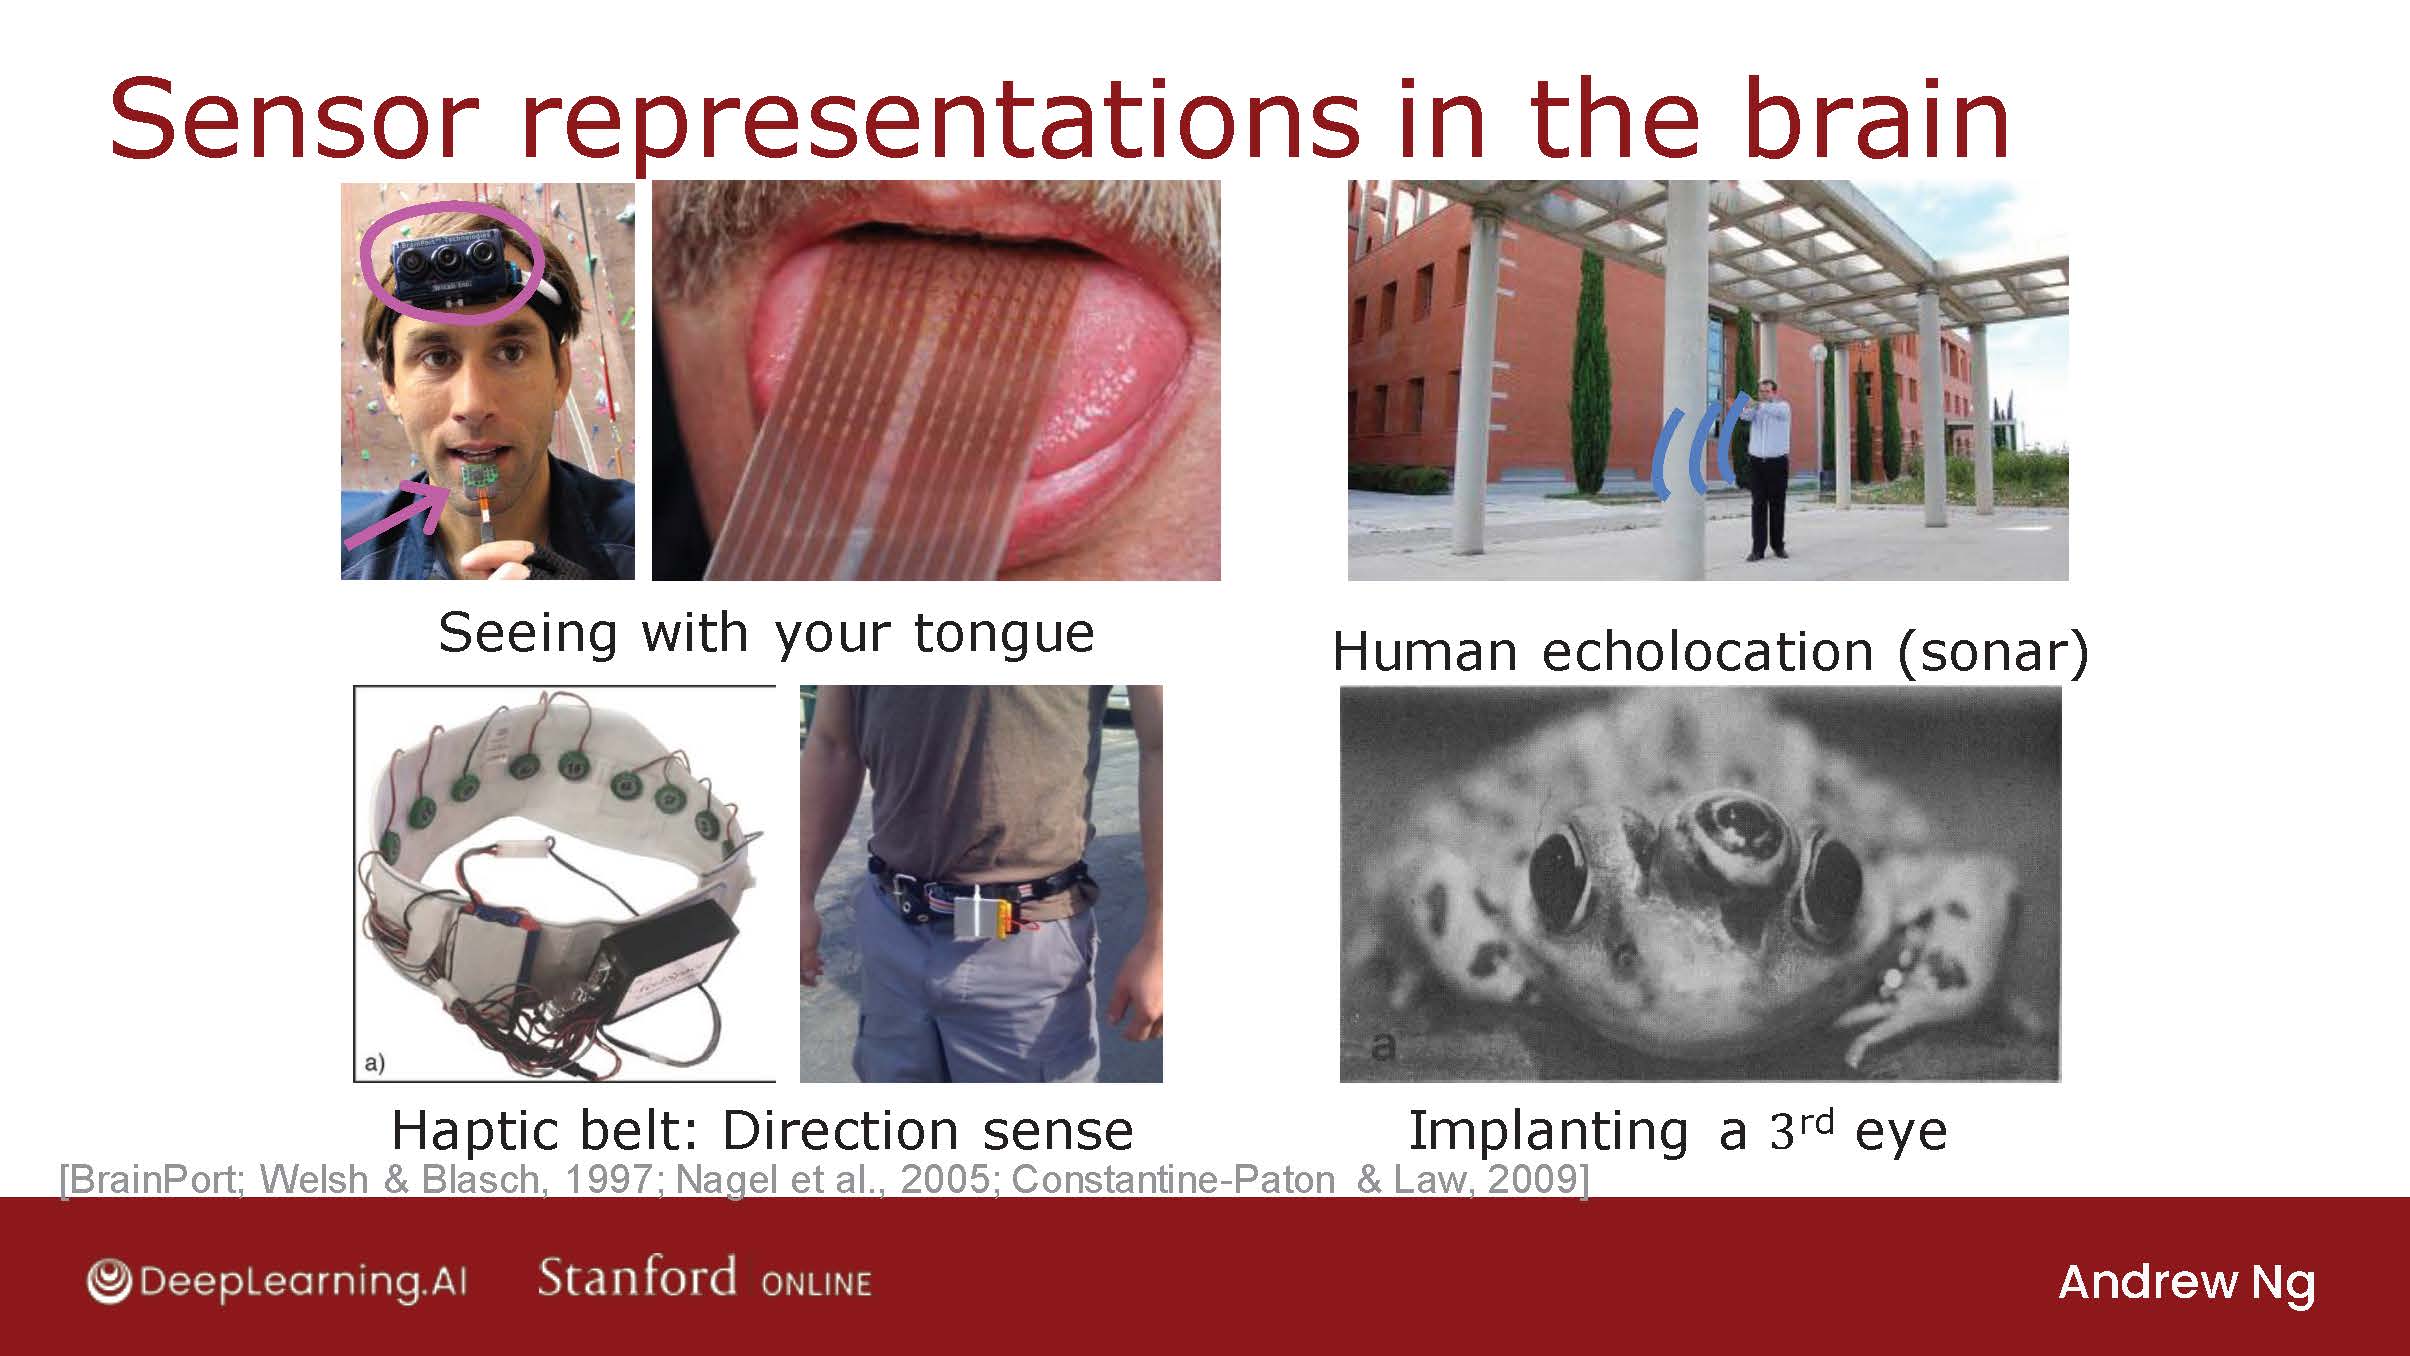 Sensor representations in the brain
BrainPort Technologies
Seeing with your tongue
Human echolocation (sonar)
a)
a
Haptic belt: Direction sense
Implanting a 3rd eye
[BrainPort; Welsh & Blasch, 1997; Nagel et al., 2005; Constantine-Paton & Law, 2009]
DeepLearning.AI
Stanford ONLINE
Andrew Ng